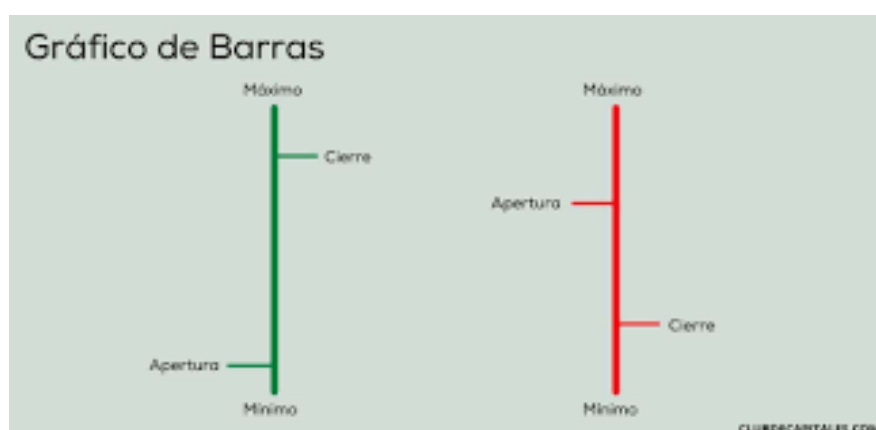 Gráfico de Barras
Máximo
Máximo
Cierre
Apertura
Cierre
Apertura
Mínimo
Mínimo